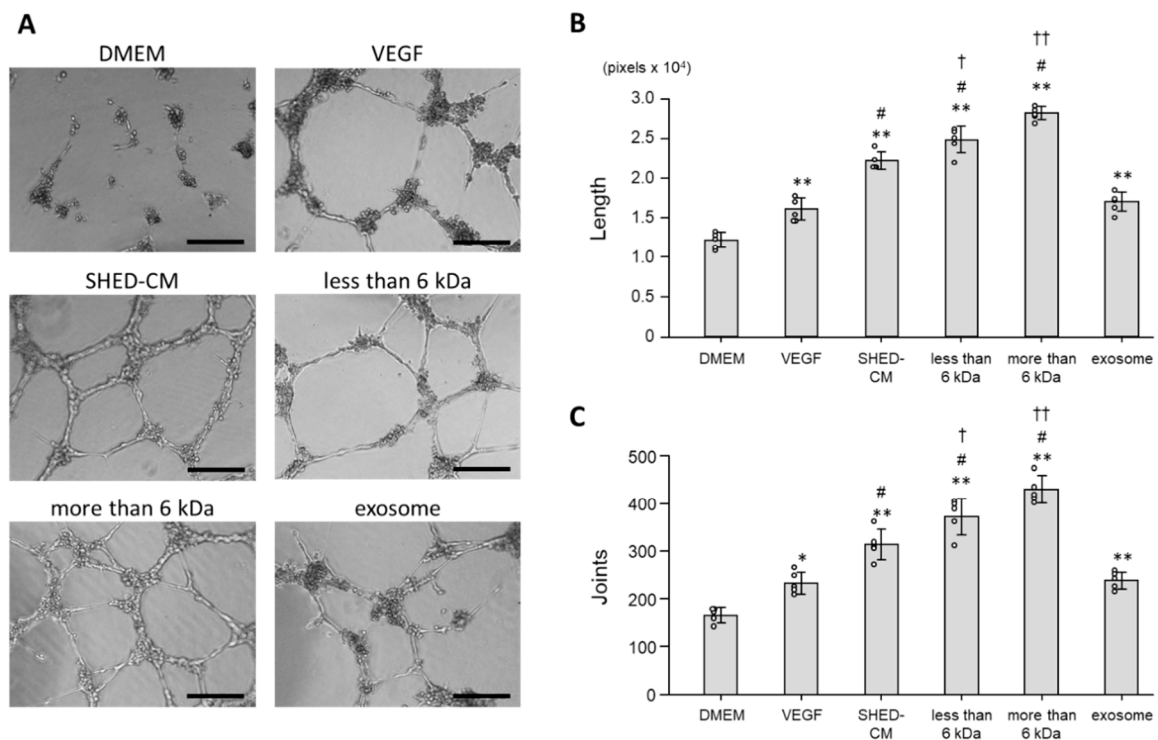 A
DMEM
VEGF
SHED-CM
less than 6 kDa
more than 6 kDa
exosome
B
(pixels x 10⁴)
Length
3.0
2.5
2.0
1.5
1.0
0.5
0
**
#
**
†
#
**
††
#
**
**
DMEM
VEGF
SHED-
CM
less than
6 kDa
more than
6 kDa
exosome
C
Joints
500
400
300
200
100
0
*
#
**
†
#
**
††
#
**
**
DMEM
VEGF
SHED-
CM
less than
6 kDa
more than
6 kDa
exosome